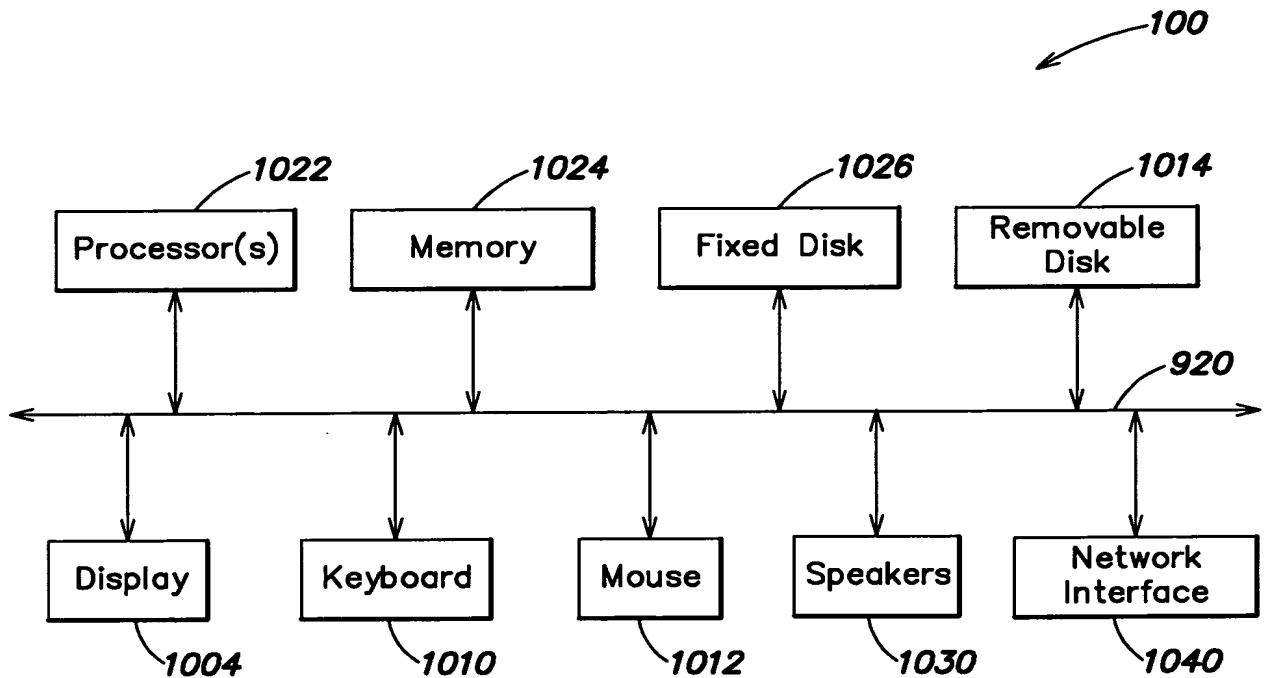 100
1022
1024
1026
1014
Processor(s)
Memory
Fixed Disk
Removable
Disk
920
Display
Keyboard
Mouse
Speakers
Network
Interface
1004
1010
1012
1030
1040